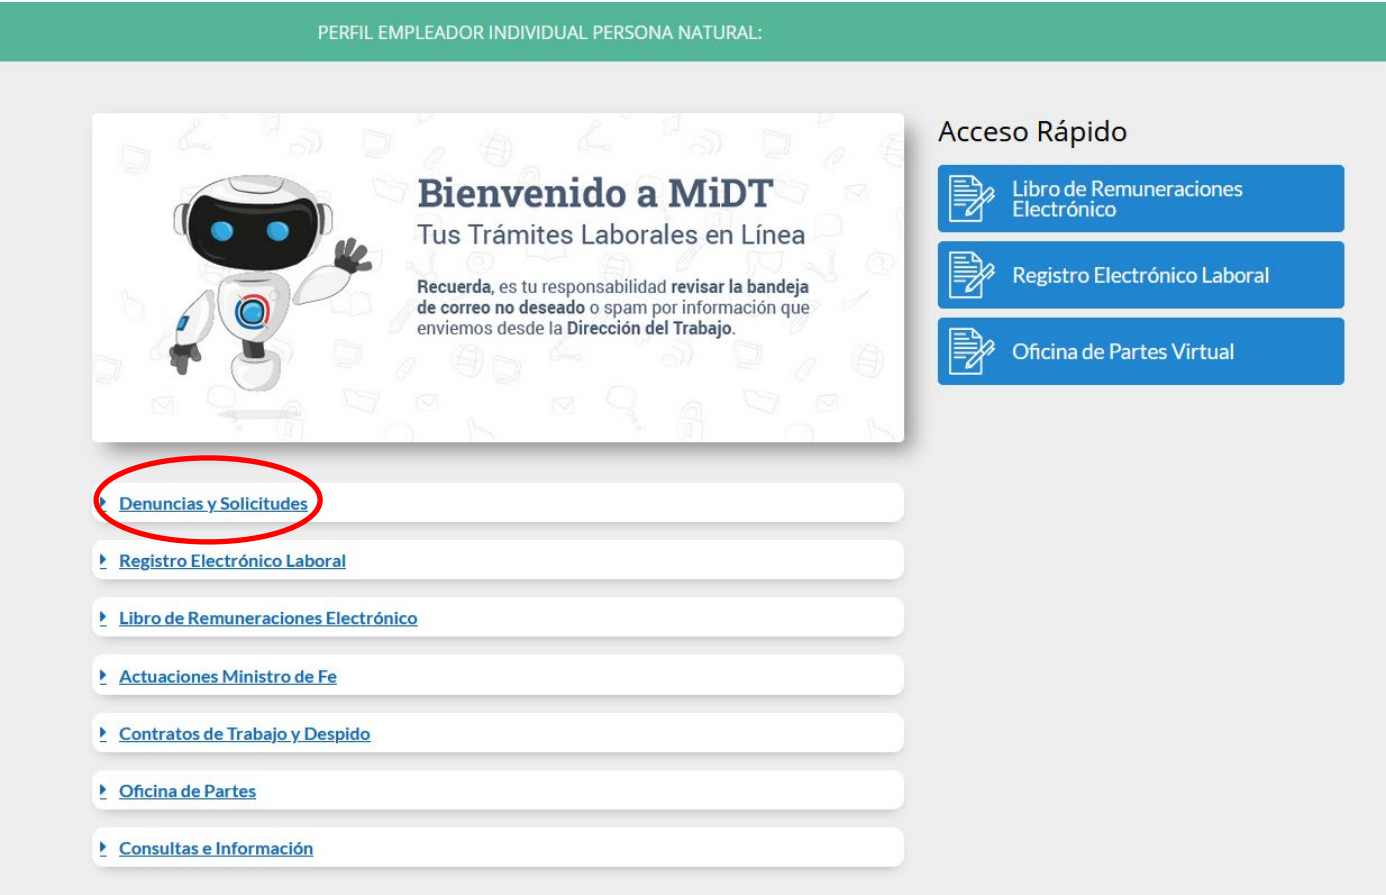 PERFIL EMPLEADOR INDIVIDUAL PERSONA NATURAL:
Bienvenido a MiDT
Tus Trámites Laborales en Línea
Recuerda, es tu responsabilidad revisar la bandeja
de correo no deseado o spam por información que
enviemos desde la Dirección del Trabajo.
Acceso Rápido
Libro de Remuneraciones
Electrónico
Registro Electrónico Laboral
Oficina de Partes Virtual
Denuncias y Solicitudes
Registro Electrónico Laboral
Libro de Remuneraciones Electrónico
Actuaciones Ministro de Fe
Contratos de Trabajo y Despido
Oficina de Partes
Consultas e Información